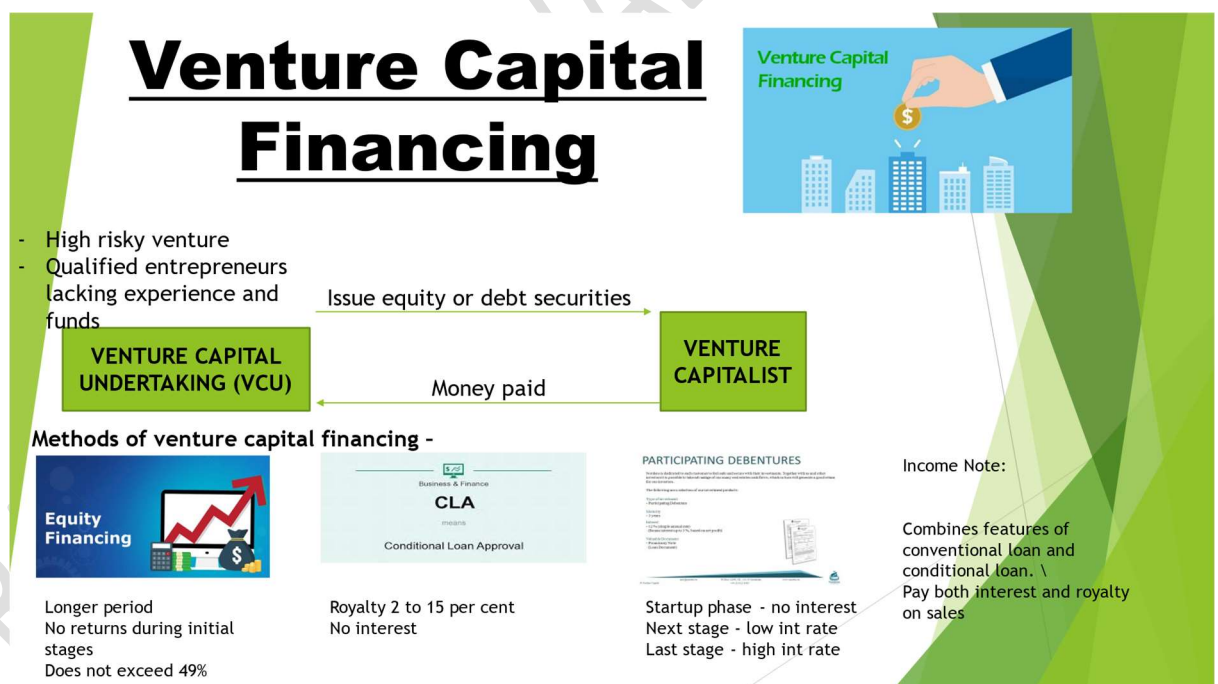 Venture Capital
Financing
Venture Capital
Financing
- High risky venture
- Qualified entrepreneurs
lacking experience and
funds
Issue equity or debt securities
VENTURE CAPITAL
UNDERTAKING (VCU)
VENTURE
CAPITALIST
Money paid
Methods of venture capital financing –
Equity
Financing
$
Business & Finance
CLA
means
Conditional Loan Approval
PARTICIPATING DEBENTURES
Income Note:
Combines features of
conventional loan and
conditional loan. \
Pay both interest and royalty
on sales
Longer period
No returns during initial
stages
Does not exceed 49%
Royalty 2 to 15 per cent
No interest
Startup phase - no interest
Next stage - low int rate
Last stage - high int rate